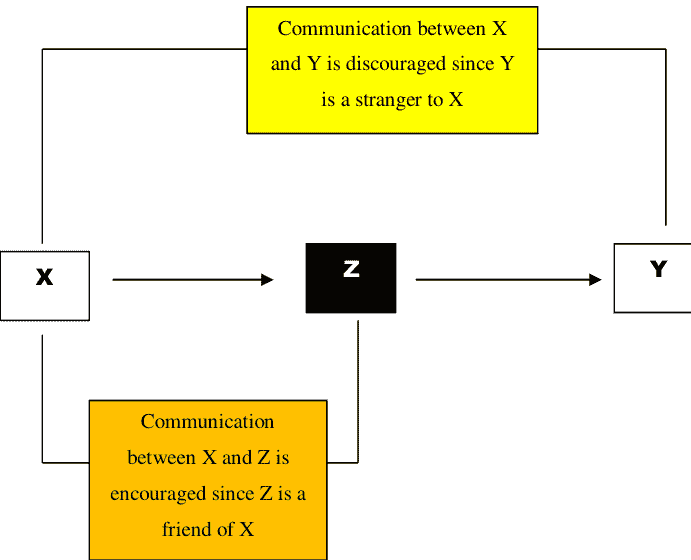 Communication between X
and Y is discouraged since Y
is a stranger to X
X
Z
Y
Communication
between X and Z is
encouraged since Z is a
friend of X